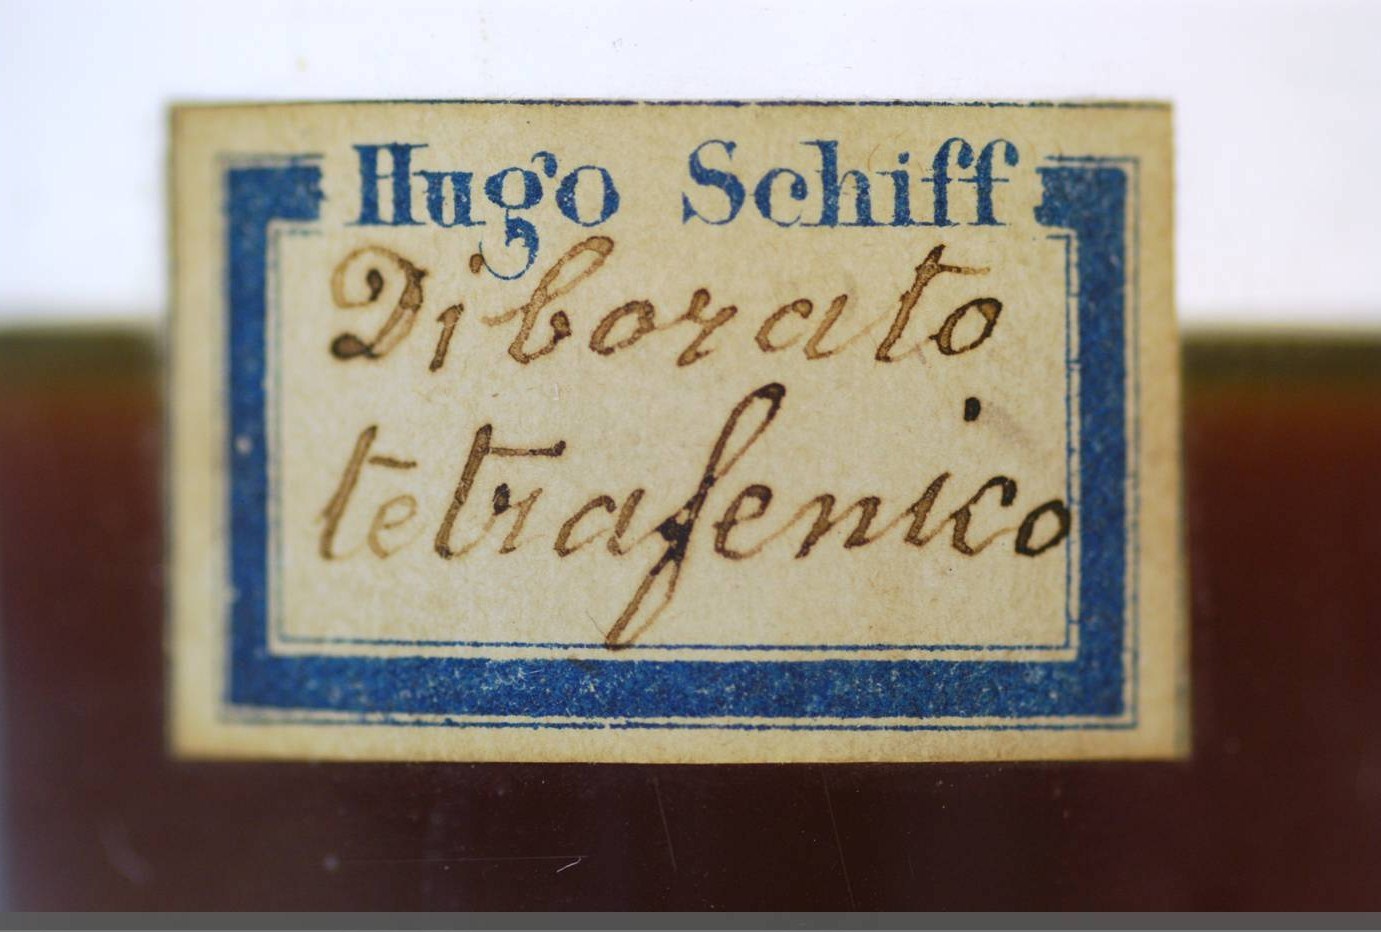 Hugo Schiff
Diborato
tetrafenico